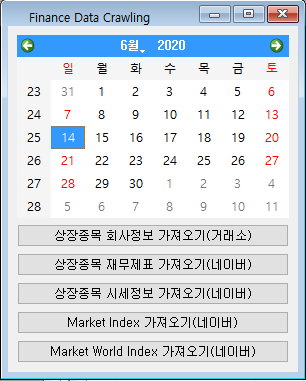 Finance Data Crawling
6월, 2020
일 월 화 수 목 금 토
23 31 1 2 3 4 5 6
24 7 8 9 10 11 12 13
25 14 15 16 17 18 19 20
26 21 22 23 24 25 26 27
27 28 29 30 1 2 3 4
28 5 6 7 8 9 10 11
상장종목 회사정보 가져오기(거래소)
상장종목 재무제표 가져오기(네이버)
상장종목 시세정보 가져오기(네이버)
Market Index 가져오기(네이버)
Market World Index 가져오기(네이버)